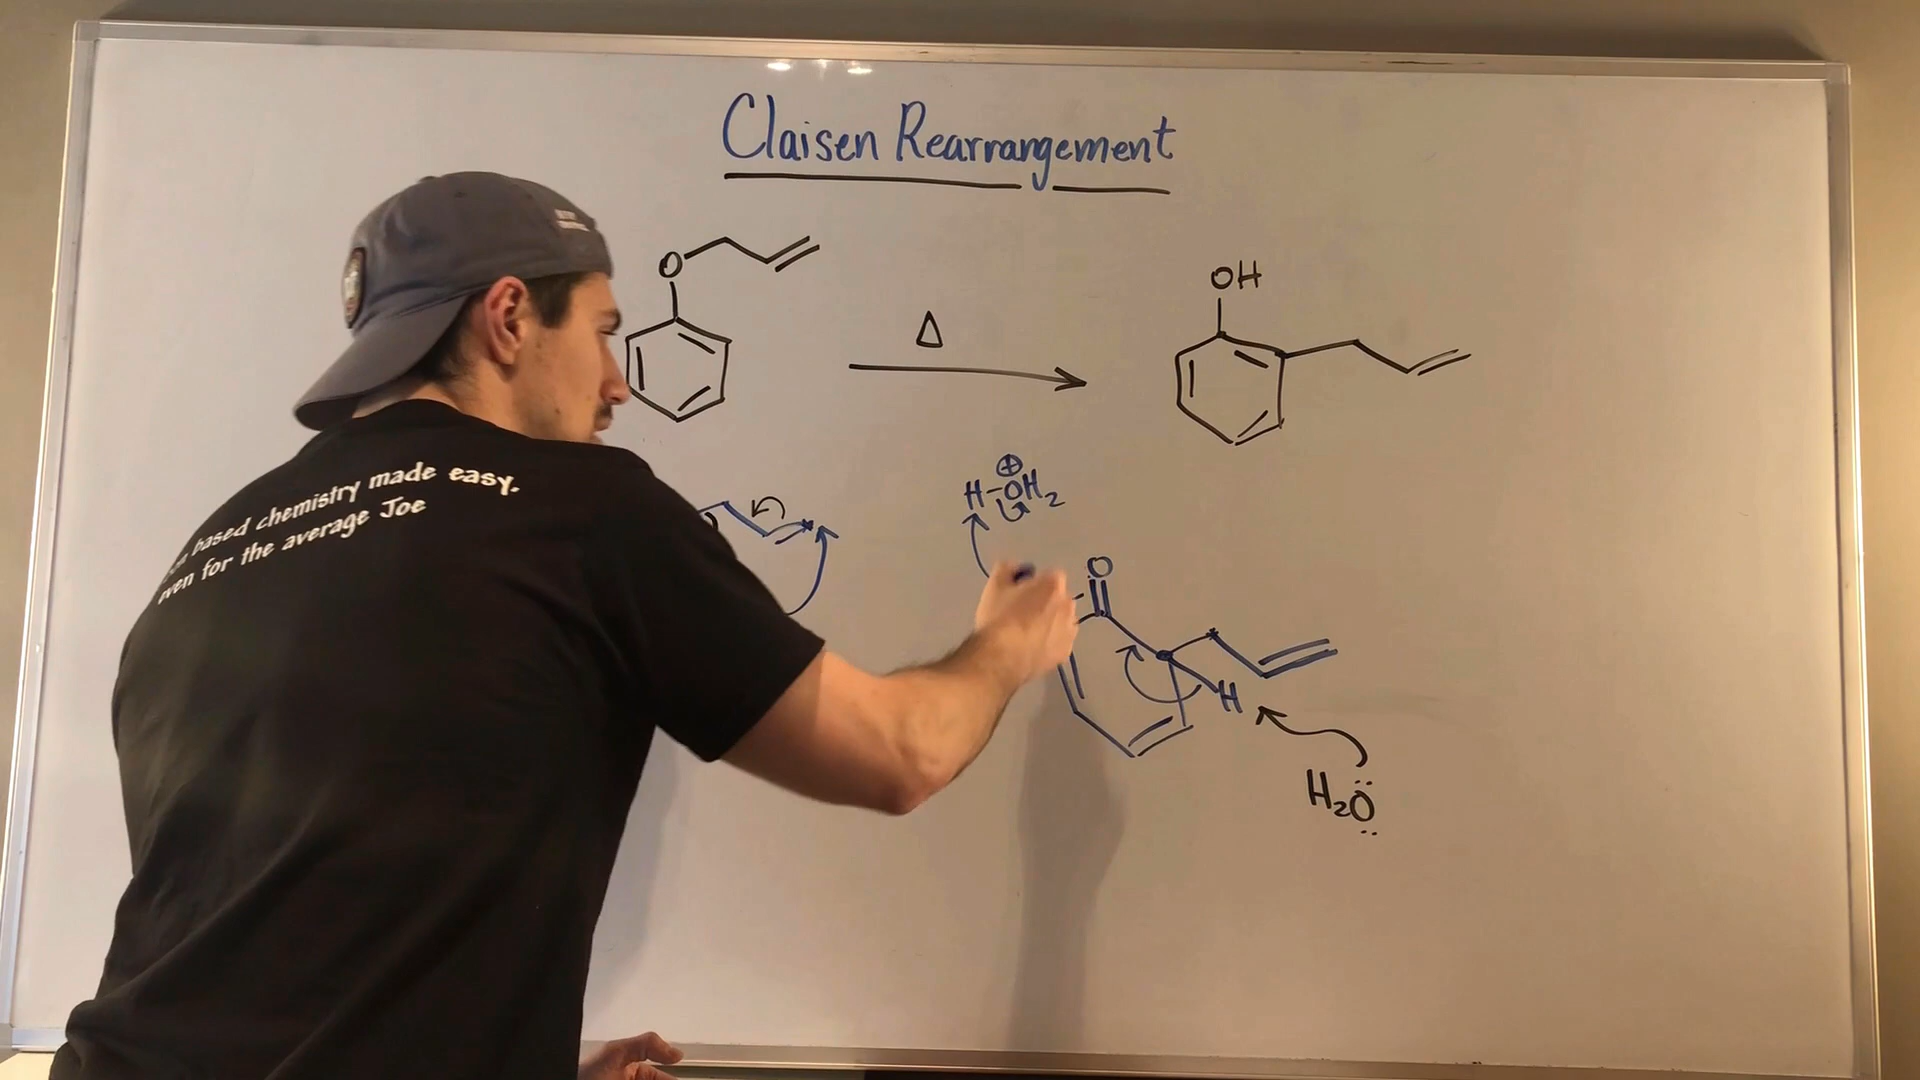 Claisen Rearrangement
O
Δ
OH
based chemistry made easy,
even for the average Joe
⊕
H-OH₂
O
H
H₂O